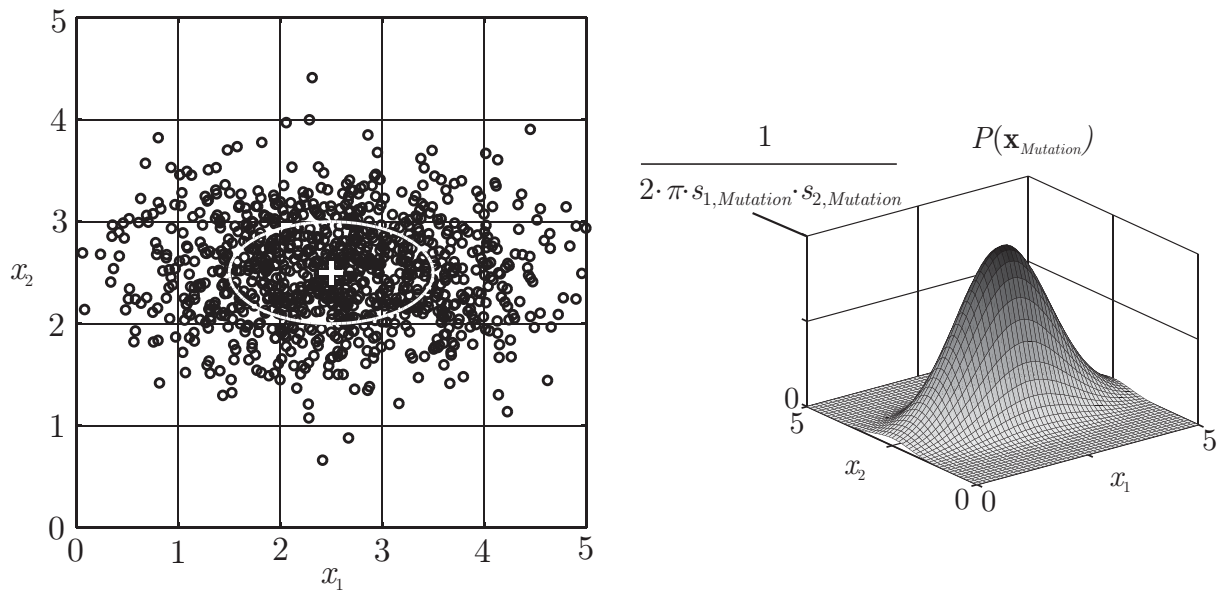 5
4
3
2
1
0
x₂
0 1 2 3 4 5
x₁
1
2· π· s₁,Mutation· s₂,Mutation
P(x_Mutation)
0
5
x₂
0 0
x₁
5